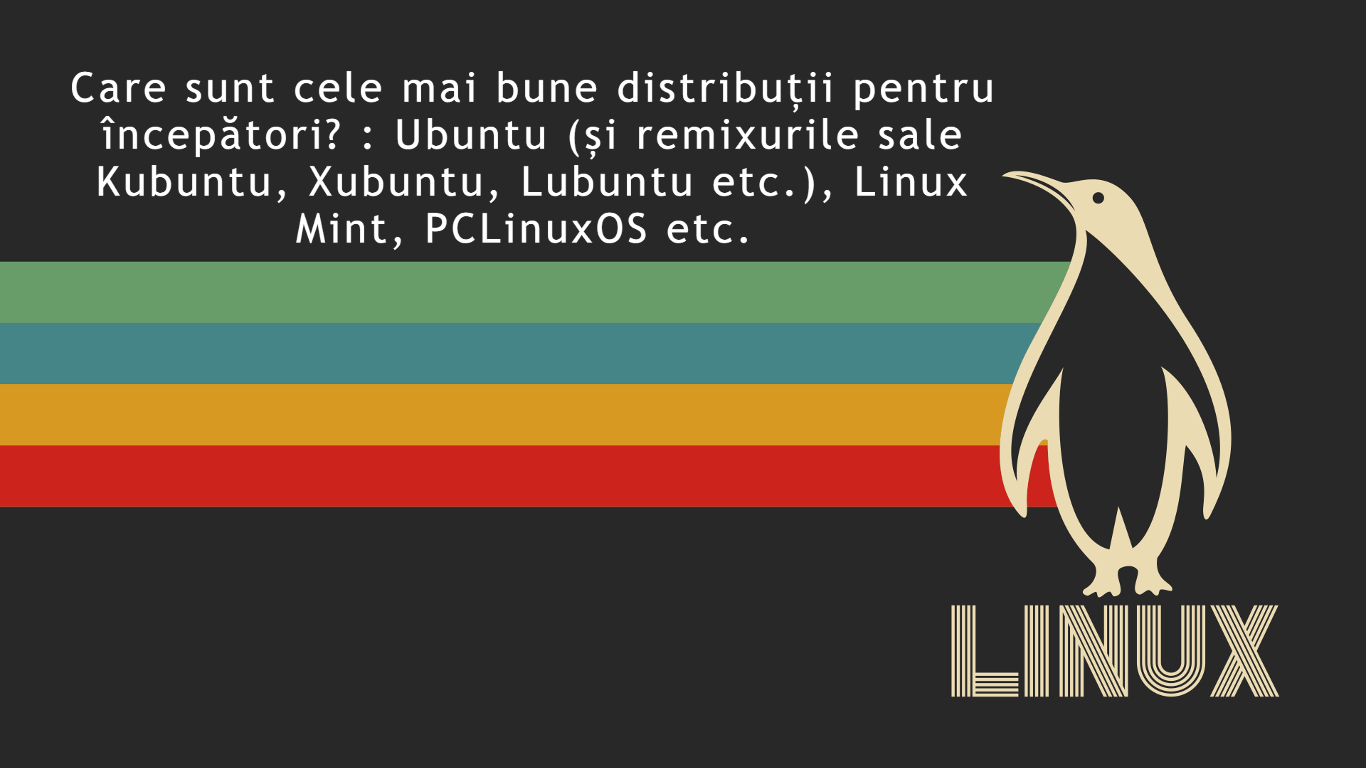 Care sunt cele mai bune distribuții pentru
începători? : Ubuntu (și remixurile sale
Kubuntu, Xubuntu, Lubuntu etc.), Linux
Mint, PCLinuxOS etc.
LINUX